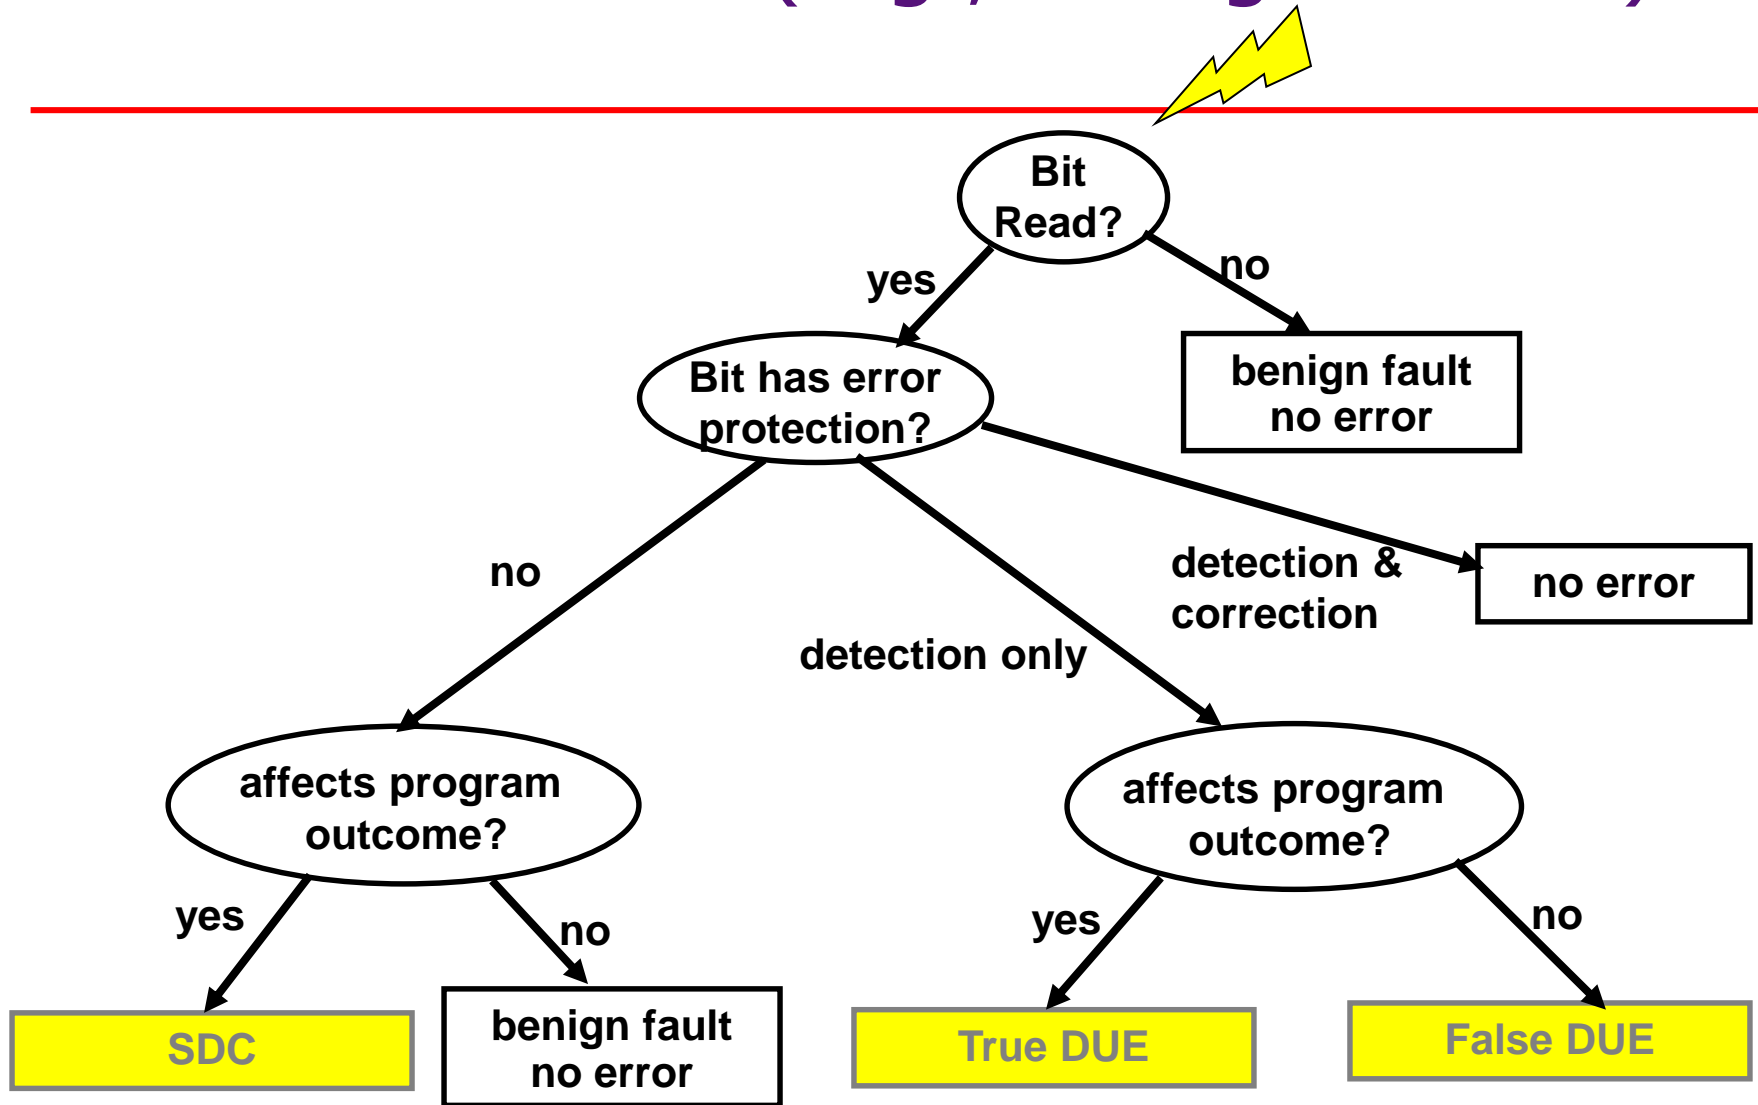 Bit
Read?
yes
no
Bit has error
protection?
benign fault
no error
no
detection only
detection &
correction
no error
affects program
outcome?
affects program
outcome?
yes
no
yes
no
SDC
benign fault
no error
True DUE
False DUE